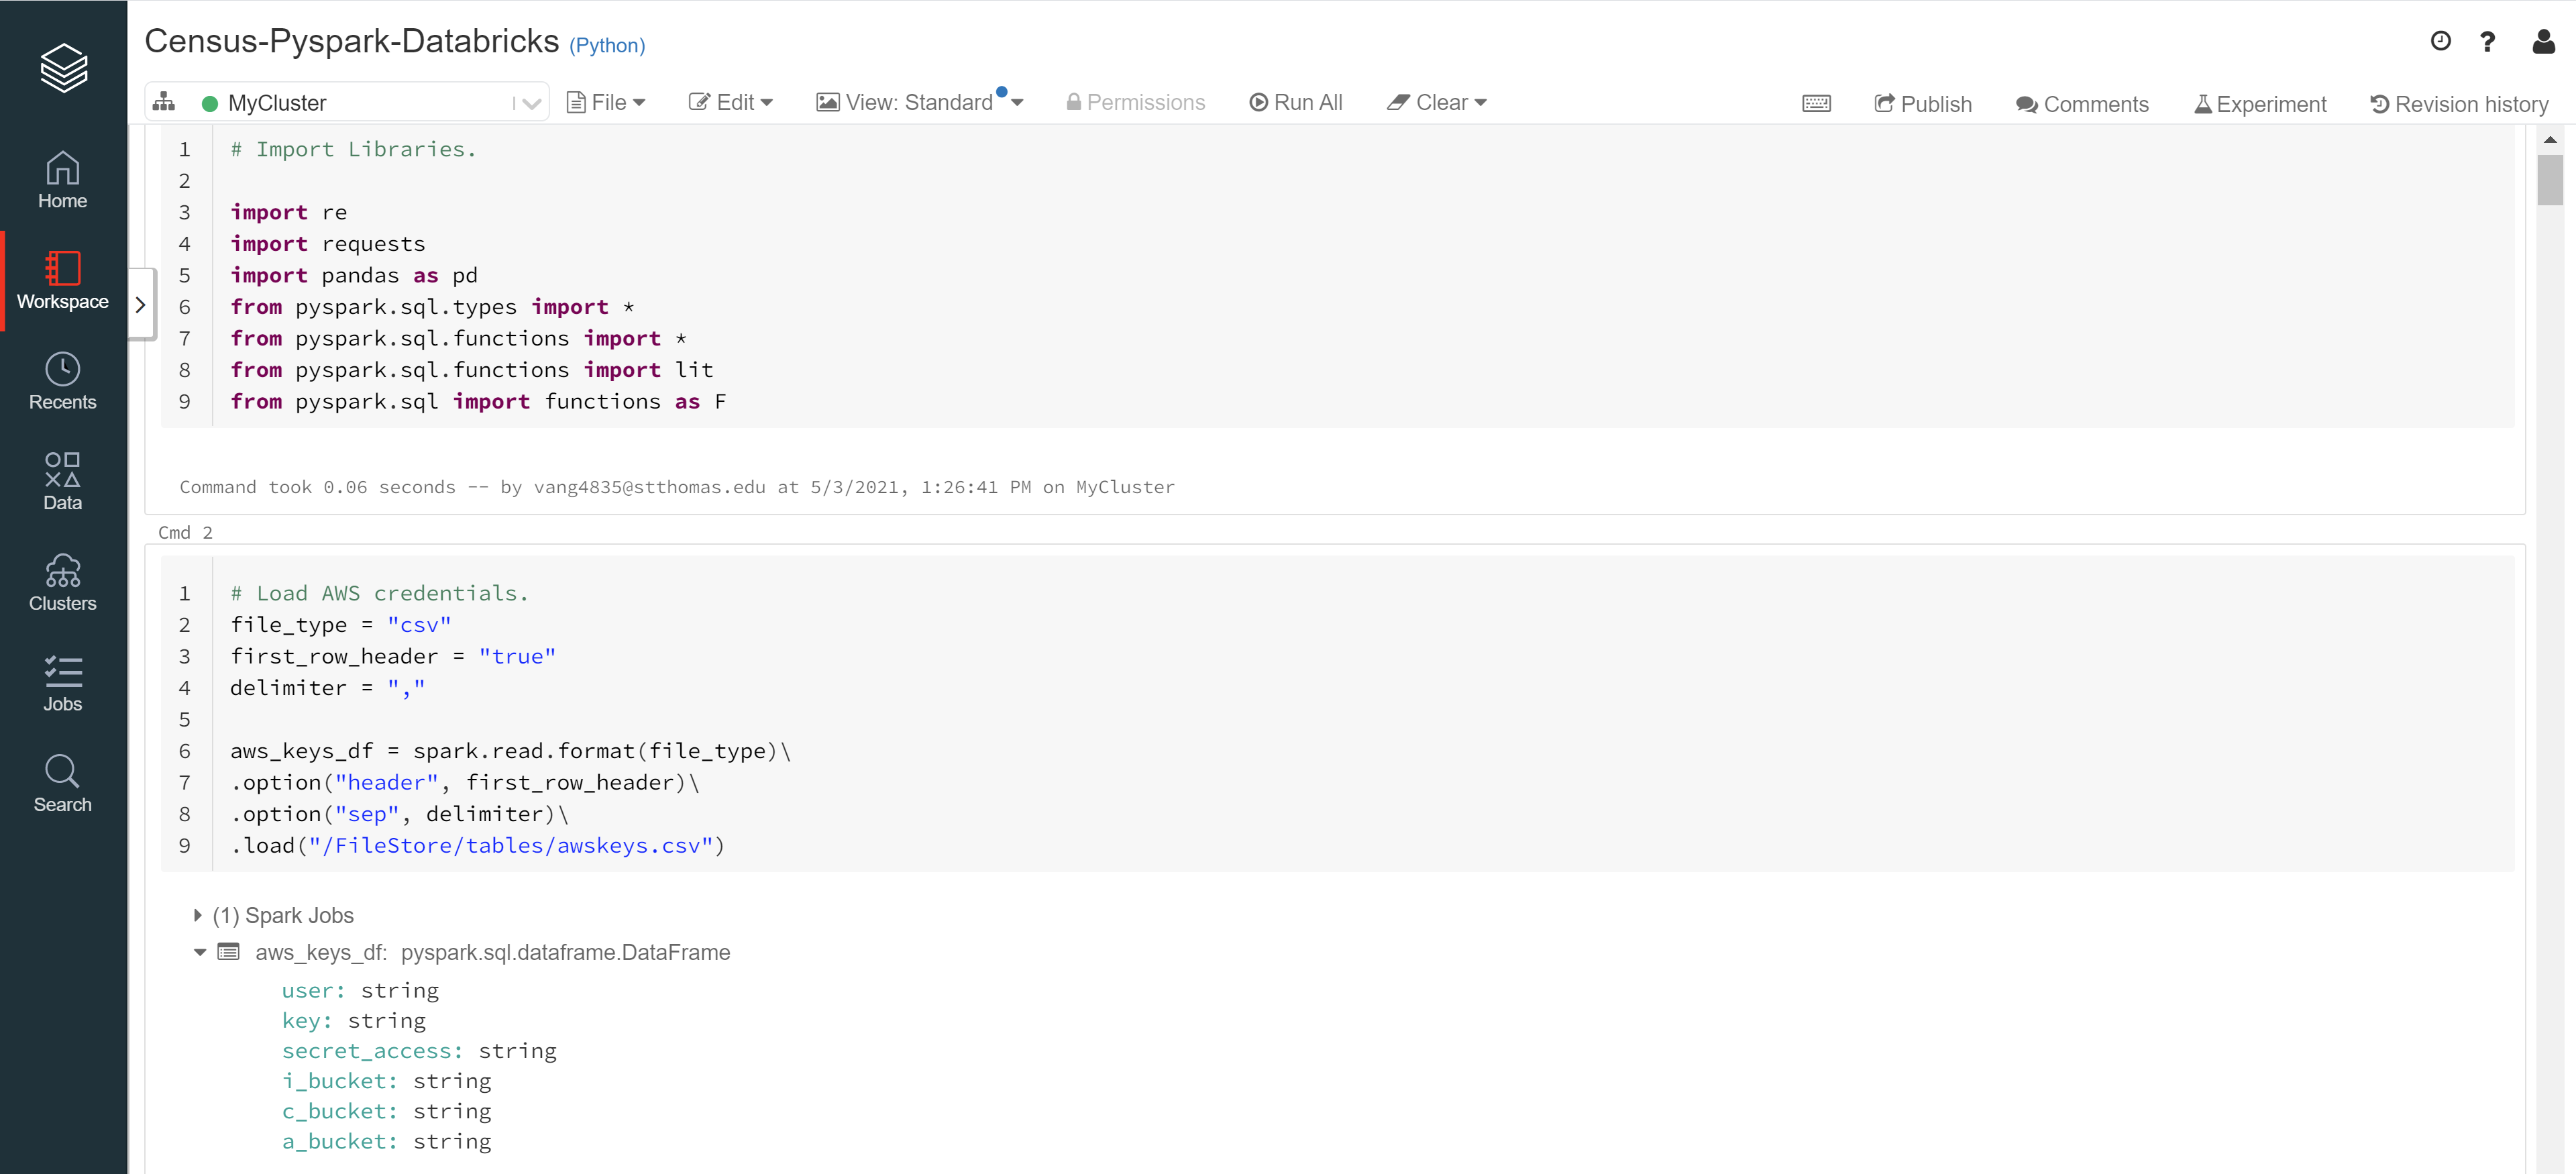 Census-Pyspark-Databricks (Python)
MyCluster File Edit View: Standard Permissions Run All Clear Publish Comments Experiment Revision history
Home
Workspace
Recents
Data
Clusters
Jobs
Search
1 # Import Libraries.
2
3 import re
4 import requests
5 import pandas as pd
6 from pyspark.sql.types import *
7 from pyspark.sql.functions import *
8 from pyspark.sql.functions import lit
9 from pyspark.sql import functions as F
Command took 0.06 seconds -- by vang4835@stthomas.edu at 5/3/2021, 1:26:41 PM on MyCluster
Cmd 2
1 # Load AWS credentials.
2 file_type = "csv"
3 first_row_header = "true"
4 delimiter = ","
5
6 aws_keys_df = spark.read.format(file_type)\
7 .option("header", first_row_header)\
8 .option("sep", delimiter)\
9 .load("/FileStore/tables/awskeys.csv")
(1) Spark Jobs
aws_keys_df: pyspark.sql.dataframe.DataFrame
user: string
key: string
secret_access: string
i_bucket: string
c_bucket: string
a_bucket: string